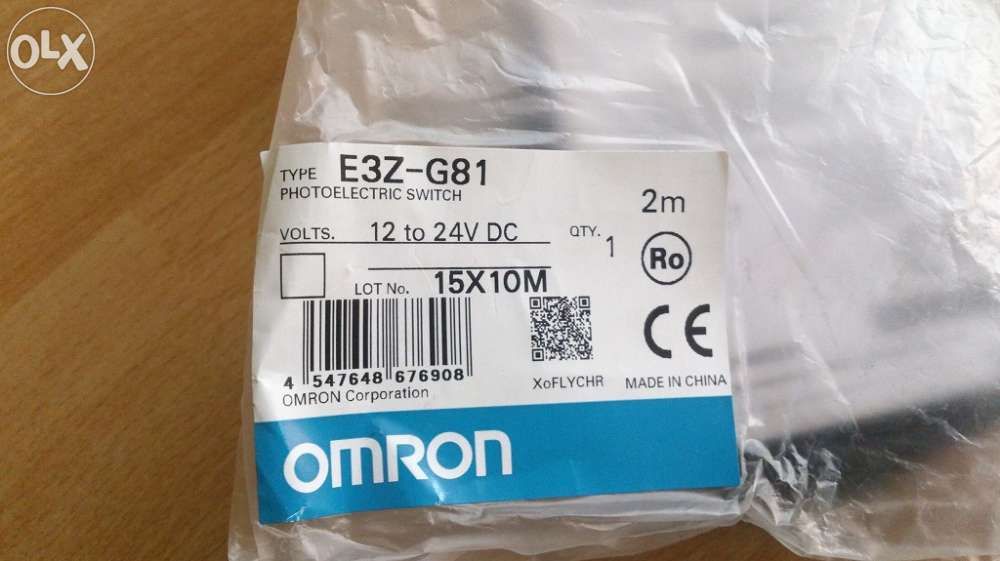 OLX
TYPE E3Z-G81
PHOTOELECTRIC SWITCH
2m
VOLTS. 12 to 24V DC
QTY. 1
Ro
LOT No. 15X10M
CE
4 547648 676908
XoFLYCHR
MADE IN CHINA
OMRON Corporation
OMRON